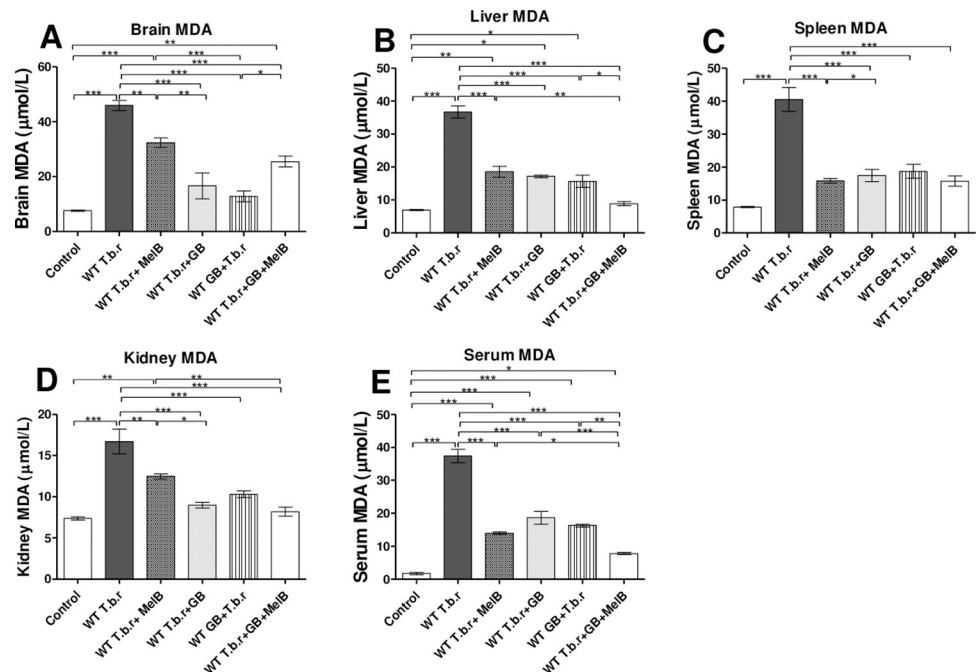 A
Brain MDA
**
*** ***
***
*** *
***
*** ** **
Brain MDA (μmol/L)
60
40
20
0
Control
WT T.b.r
WT T.b.r+ MelB
WT T.b.r+GB
WT GB+T.b.r
WT T.b.r+GB+MelB
B
Liver MDA
*
*
**
***
*** *
***
*** *** **
Liver MDA (μmol/L)
50
40
30
20
10
0
Control
WT T.b.r
WT T.b.r+ MelB
WT T.b.r+GB
WT GB+T.b.r
WT T.b.r+GB+MelB
C
Spleen MDA
***
***
***
*** *** *
Spleen MDA (μmol/L)
50
40
30
20
10
0
Control
WT T.b.r
WT T.b.r+ MelB
WT T.b.r+GB
WT GB+T.b.r
WT T.b.r+GB+MelB
D
Kidney MDA
** **
***
***
***
*** ** *
Kidney MDA (μmol/L)
20
15
10
5
0
Control
WT T.b.r
WT T.b.r+ MelB
WT T.b.r+GB
WT GB+T.b.r
WT T.b.r+GB+MelB
E
Serum MDA
*
***
***
***
***
*** **
*** ***
*** *** *
Serum MDA (μmol/L)
50
40
30
20
10
0
Control
WT T.b.r
WT T.b.r+ MelB
WT T.b.r+GB
WT GB+T.b.r
WT T.b.r+GB+MelB